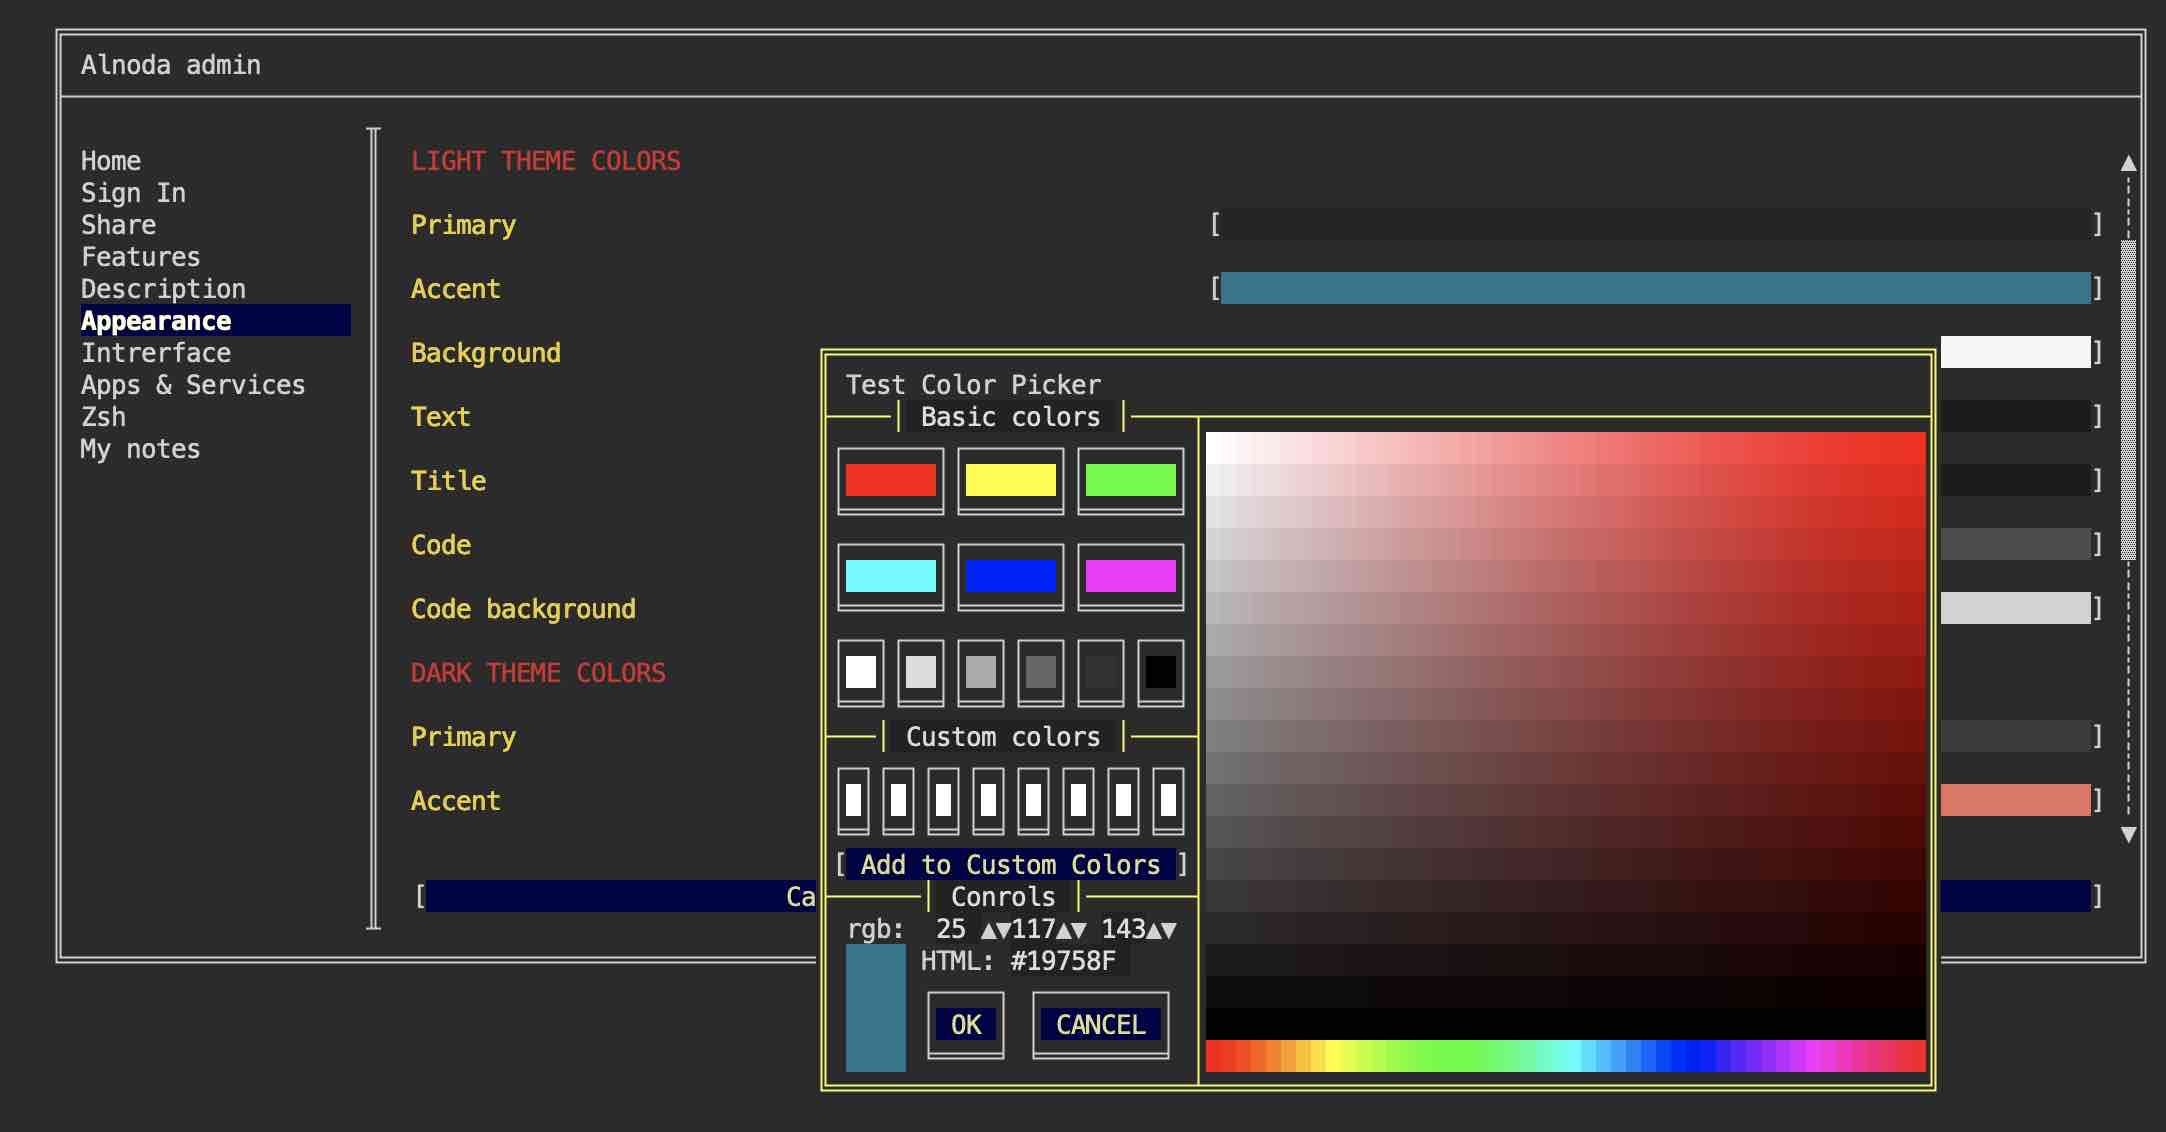 Alnoda admin
Home
Sign In
Share
Features
Description
Appearance
Intrerface
Apps & Services
Zsh
My notes
LIGHT THEME COLORS
Primary [ ]
Accent [ ]
Background ]
Text ]
Title ]
Code ]
Code background ]
DARK THEME COLORS
Primary ]
Accent ]
[ Ca ]
Test Color Picker
Basic colors
Custom colors
[ Add to Custom Colors ]
Conrols
rgb: 25 ▲▼117▲▼ 143▲▼
HTML: #19758F
OK CANCEL